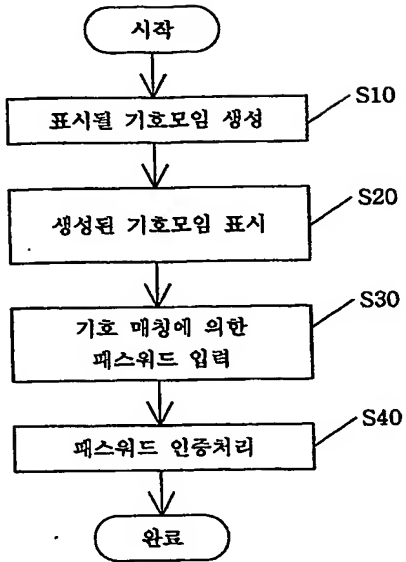 시작
표시될 기호모임 생성
S10
생성된 기호모임 표시
S20
기호 매칭에 의한
패스워드 입력
S30
패스워드 인증처리
S40
완료